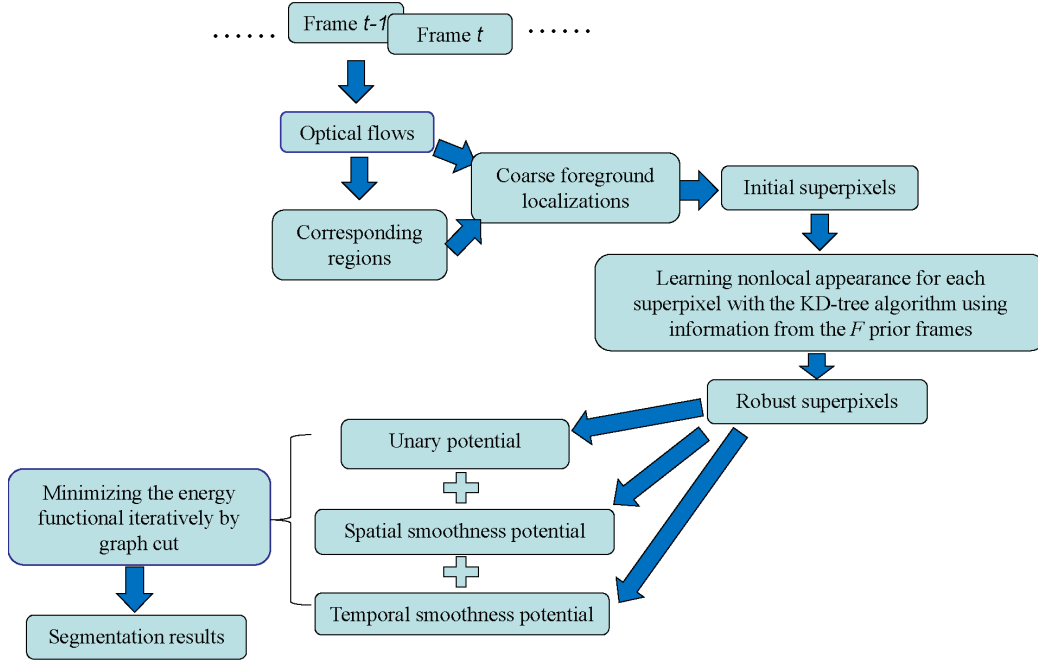 ...... Frame t-1 Frame t ......
Optical flows
Coarse foreground
localizations
Initial superpixels
Corresponding
regions
Learning nonlocal appearance for each
superpixel with the KD-tree algorithm using
information from the F prior frames
Robust superpixels
Unary potential
Minimizing the energy
functional iteratively by
graph cut
Spatial smoothness potential
Temporal smoothness potential
Segmentation results